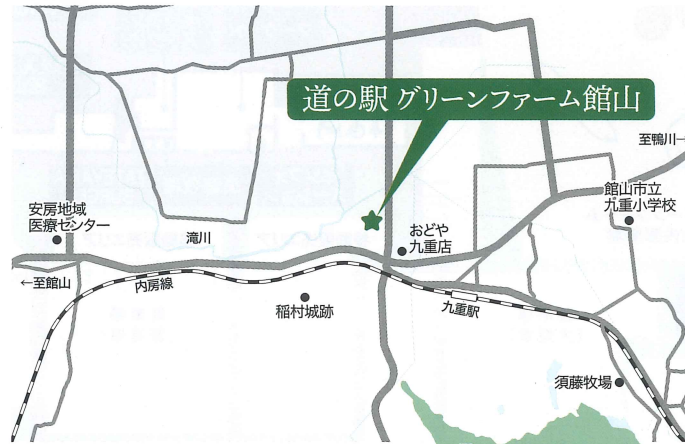 道の駅 グリーンファーム館山
至鴨川→
館山市立
九重小学校
安房地域
医療センター
滝川
おどや
九重店
←至館山
内房線
稲村城跡
九重駅
須藤牧場